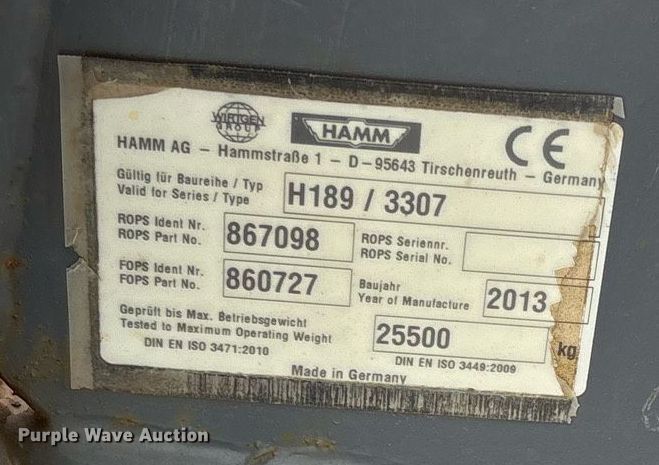 WIRTGEN
GROUP
HAMM
CE
HAMM AG – Hammstraße 1 – D-95643 Tirschenreuth – Germany
Gültig für Baureihe / Typ
Valid for Series / Type
H189 / 3307
ROPS Ident Nr.
ROPS Part No.
867098
ROPS Seriennr.
ROPS Serial No.
FOPS Ident Nr.
FOPS Part No.
860727
Baujahr
Year of Manufacture
2013
Geprüft bis Max. Betriebsgewicht
Tested to Maximum Operating Weight
25500
kg
DIN EN ISO 3471:2010
DIN EN ISO 3449:2009
Made in Germany
Purple Wave Auction